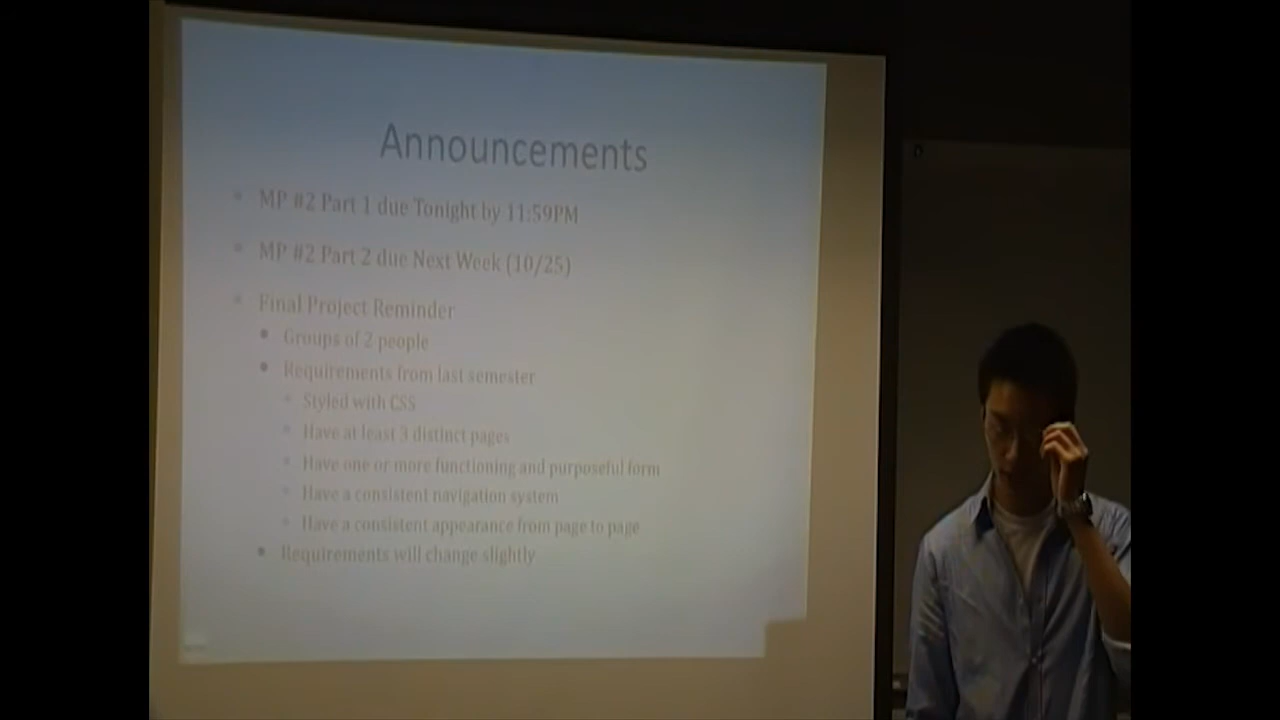 Announcements
MP #2 Part 1 due Tonight by 11:59PM
MP #2 Part 2 due Next Week (10/25)
Final Project Reminder
Groups of 2 people
Requirements from last semester
Styled with CSS
Have at least 3 distinct pages
Have one or more functioning and purposeful form
Have a consistent navigation system
Have a consistent appearance from page to page
Requirements will change slightly